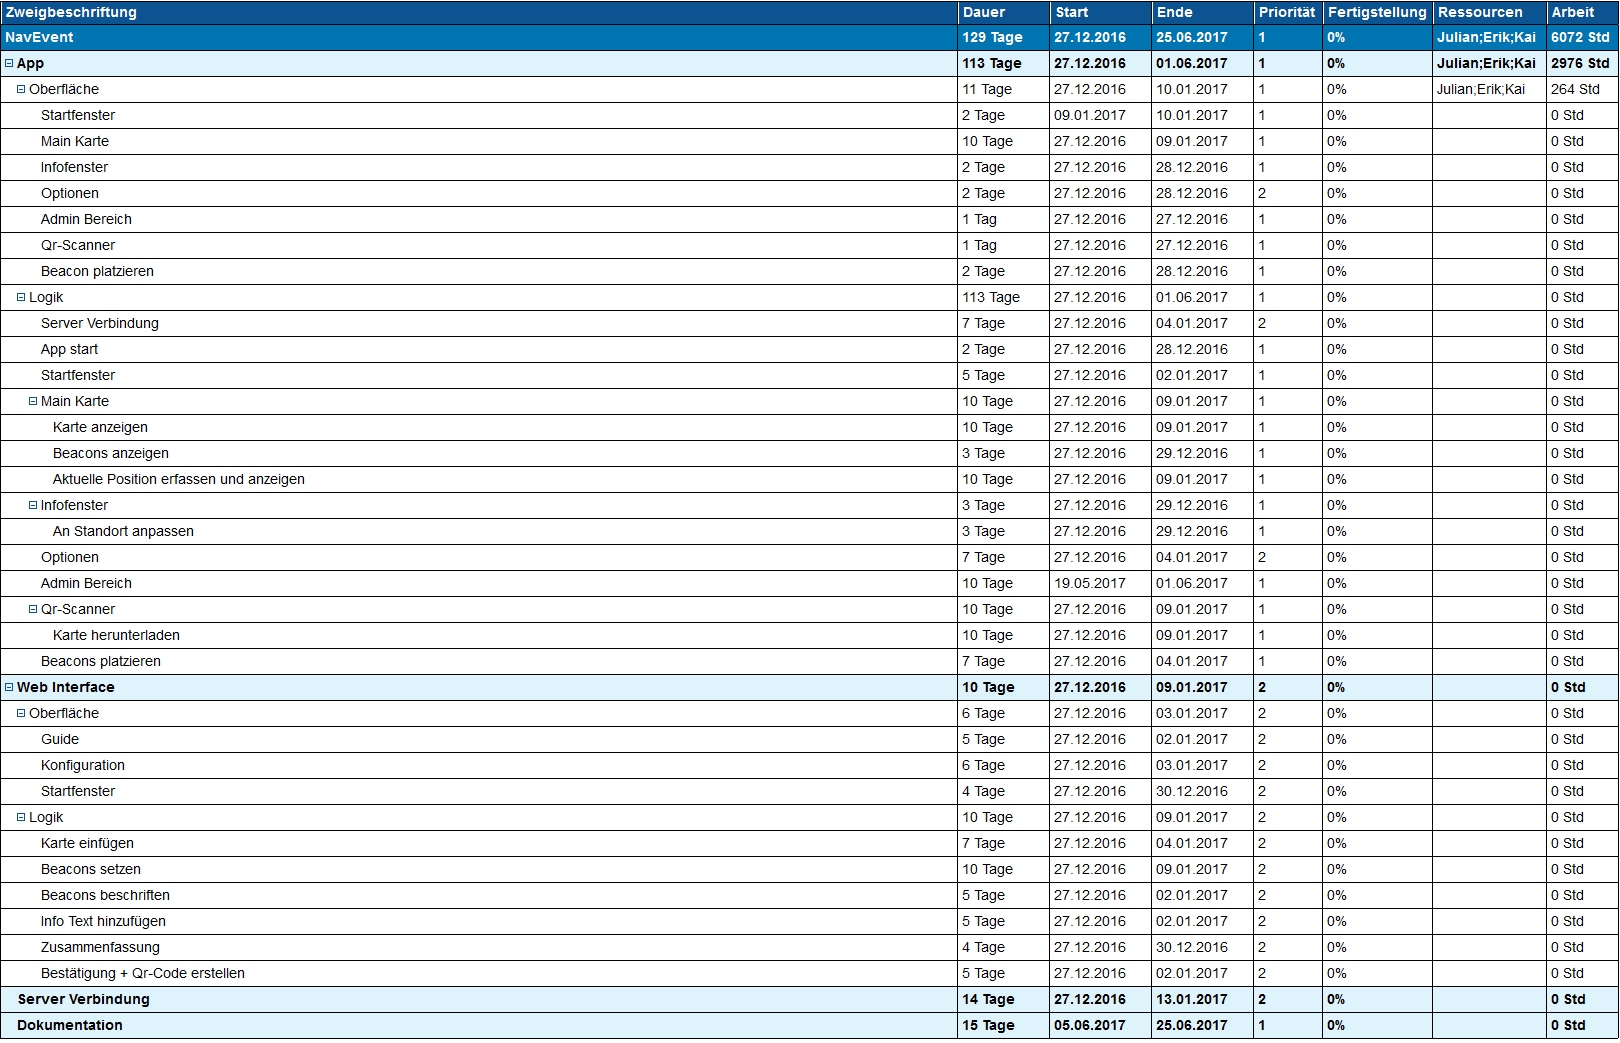 Zweigbeschriftung Dauer Start Ende Priorität Fertigstellung Ressourcen Arbeit
NavEvent 129 Tage 27.12.2016 25.06.2017 1 0% Julian;Erik;Kai 6072 Std
App 113 Tage 27.12.2016 01.06.2017 1 0% Julian;Erik;Kai 2976 Std
Oberfläche 11 Tage 27.12.2016 10.01.2017 1 0% Julian;Erik;Kai 264 Std
Startfenster 2 Tage 09.01.2017 10.01.2017 1 0% 0 Std
Main Karte 10 Tage 27.12.2016 09.01.2017 1 0% 0 Std
Infofenster 2 Tage 27.12.2016 28.12.2016 1 0% 0 Std
Optionen 2 Tage 27.12.2016 28.12.2016 2 0% 0 Std
Admin Bereich 1 Tag 27.12.2016 27.12.2016 1 0% 0 Std
Qr-Scanner 1 Tag 27.12.2016 27.12.2016 1 0% 0 Std
Beacon platzieren 2 Tage 27.12.2016 28.12.2016 1 0% 0 Std
Logik 113 Tage 27.12.2016 01.06.2017 1 0% 0 Std
Server Verbindung 7 Tage 27.12.2016 04.01.2017 2 0% 0 Std
App start 2 Tage 27.12.2016 28.12.2016 1 0% 0 Std
Startfenster 5 Tage 27.12.2016 02.01.2017 1 0% 0 Std
Main Karte 10 Tage 27.12.2016 09.01.2017 1 0% 0 Std
Karte anzeigen 10 Tage 27.12.2016 09.01.2017 1 0% 0 Std
Beacons anzeigen 3 Tage 27.12.2016 29.12.2016 1 0% 0 Std
Aktuelle Position erfassen und anzeigen 10 Tage 27.12.2016 09.01.2017 1 0% 0 Std
Infofenster 3 Tage 27.12.2016 29.12.2016 1 0% 0 Std
An Standort anpassen 3 Tage 27.12.2016 29.12.2016 1 0% 0 Std
Optionen 7 Tage 27.12.2016 04.01.2017 2 0% 0 Std
Admin Bereich 10 Tage 19.05.2017 01.06.2017 1 0% 0 Std
Qr-Scanner 10 Tage 27.12.2016 09.01.2017 1 0% 0 Std
Karte herunterladen 10 Tage 27.12.2016 09.01.2017 1 0% 0 Std
Beacons platzieren 7 Tage 27.12.2016 04.01.2017 1 0% 0 Std
Web Interface 10 Tage 27.12.2016 09.01.2017 2 0% 0 Std
Oberfläche 6 Tage 27.12.2016 03.01.2017 2 0% 0 Std
Guide 5 Tage 27.12.2016 02.01.2017 2 0% 0 Std
Konfiguration 6 Tage 27.12.2016 03.01.2017 2 0% 0 Std
Startfenster 4 Tage 27.12.2016 30.12.2016 2 0% 0 Std
Logik 10 Tage 27.12.2016 09.01.2017 2 0% 0 Std
Karte einfügen 7 Tage 27.12.2016 04.01.2017 2 0% 0 Std
Beacons setzen 10 Tage 27.12.2016 09.01.2017 2 0% 0 Std
Beacons beschriften 5 Tage 27.12.2016 02.01.2017 2 0% 0 Std
Info Text hinzufügen 5 Tage 27.12.2016 02.01.2017 2 0% 0 Std
Zusammenfassung 4 Tage 27.12.2016 30.12.2016 2 0% 0 Std
Bestätigung + Qr-Code erstellen 5 Tage 27.12.2016 02.01.2017 2 0% 0 Std
Server Verbindung 14 Tage 27.12.2016 13.01.2017 2 0% 0 Std
Dokumentation 15 Tage 05.06.2017 25.06.2017 1 0% 0 Std